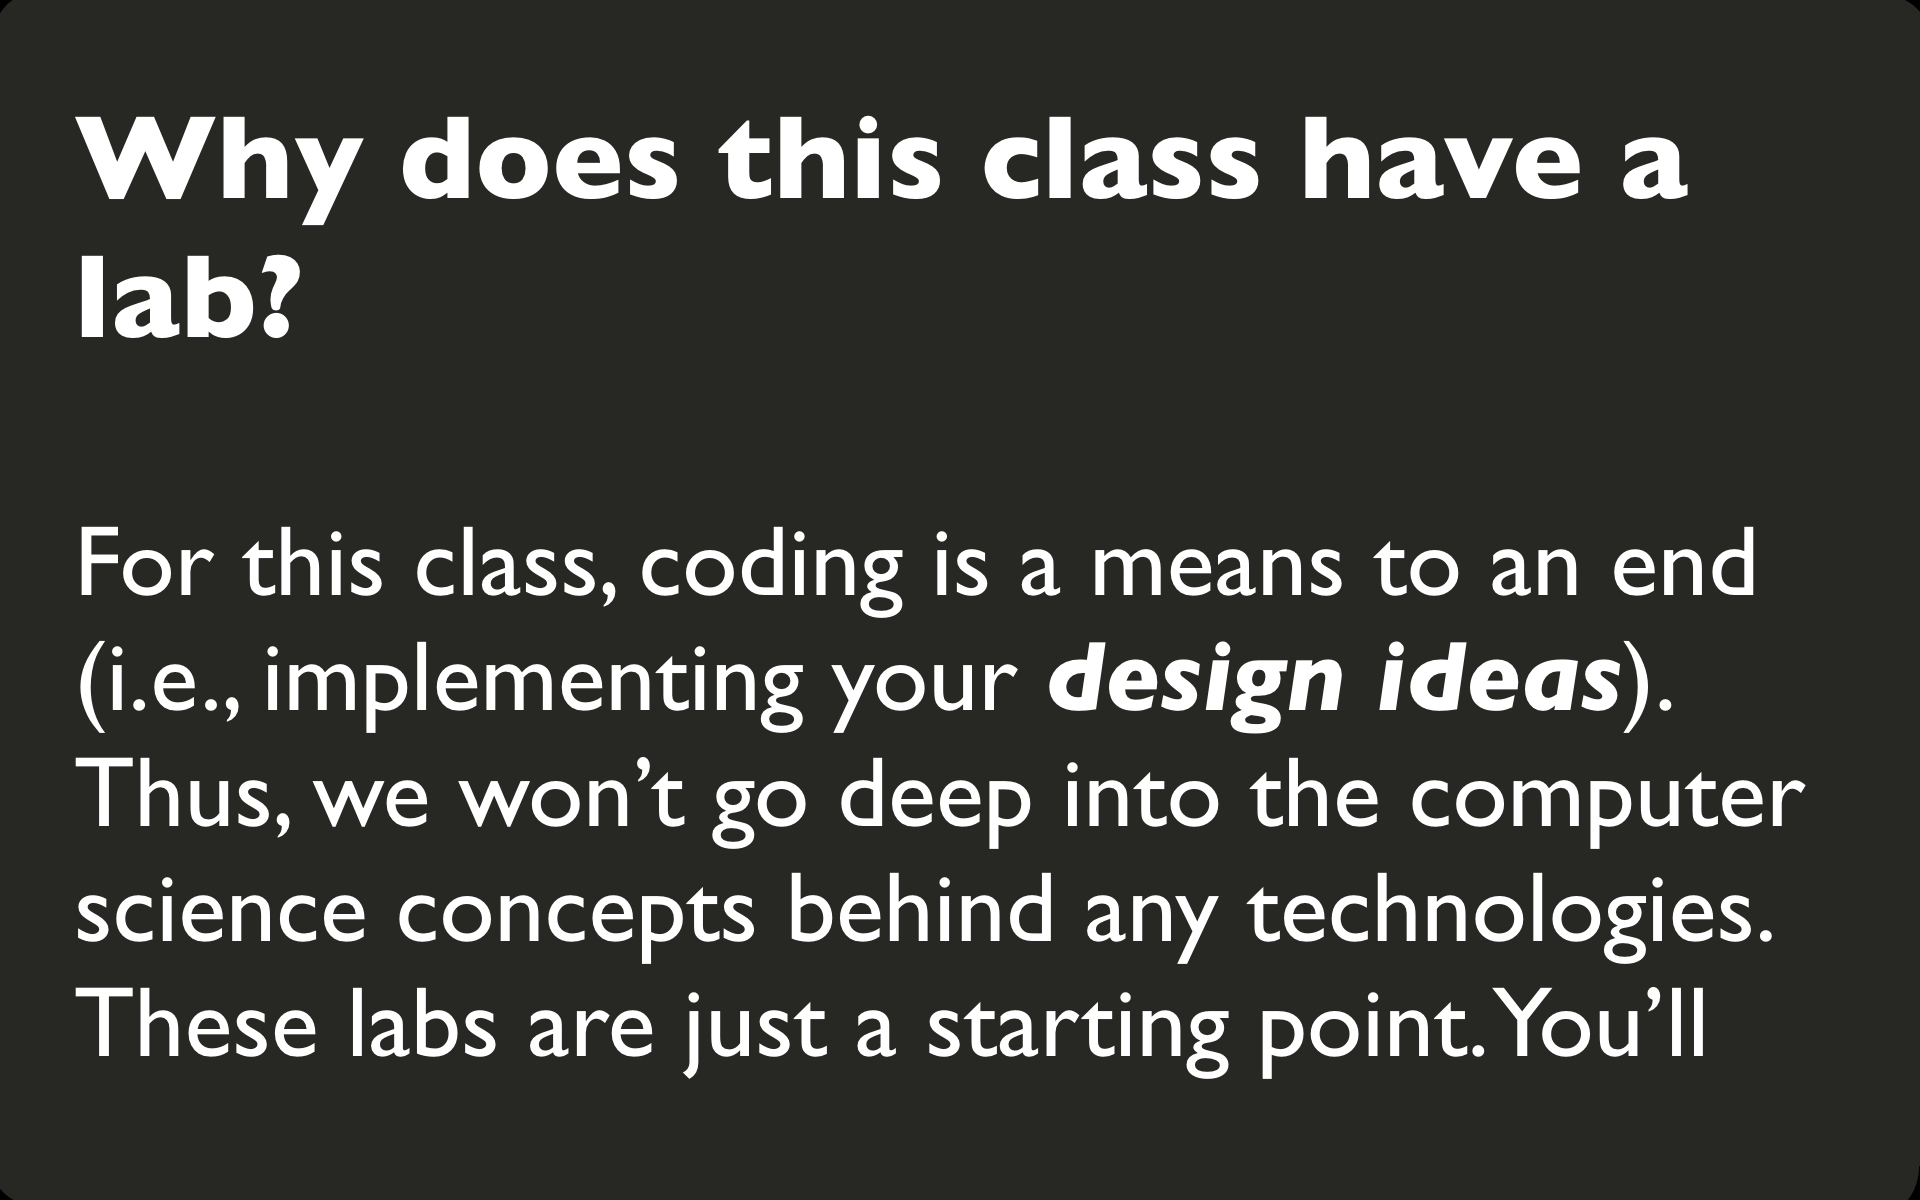 Why does this class have a
lab?
For this class, coding is a means to an end
(i.e., implementing your design ideas).
Thus, we won’t go deep into the computer
science concepts behind any technologies.
These labs are just a starting point. You’ll